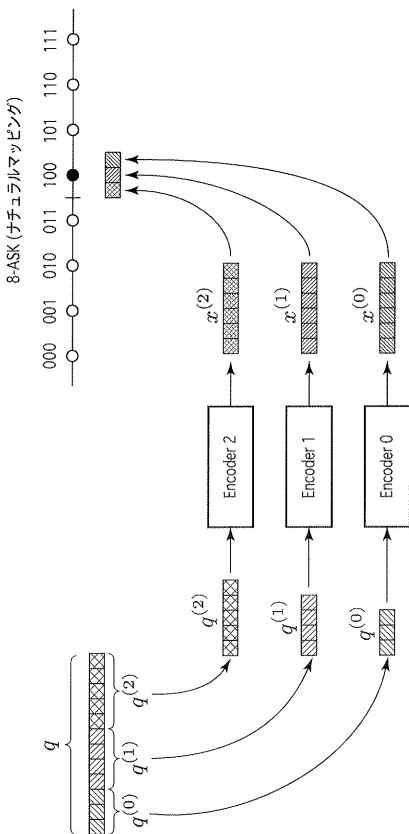 8-ASK (ナチュラルマッピング)
000 001 010 011 100 101 110 111
q
q(0) q(1) q(2)
q(2) Encoder 2 x(2)
q(1) Encoder 1 x(1)
q(0) Encoder 0 x(0)